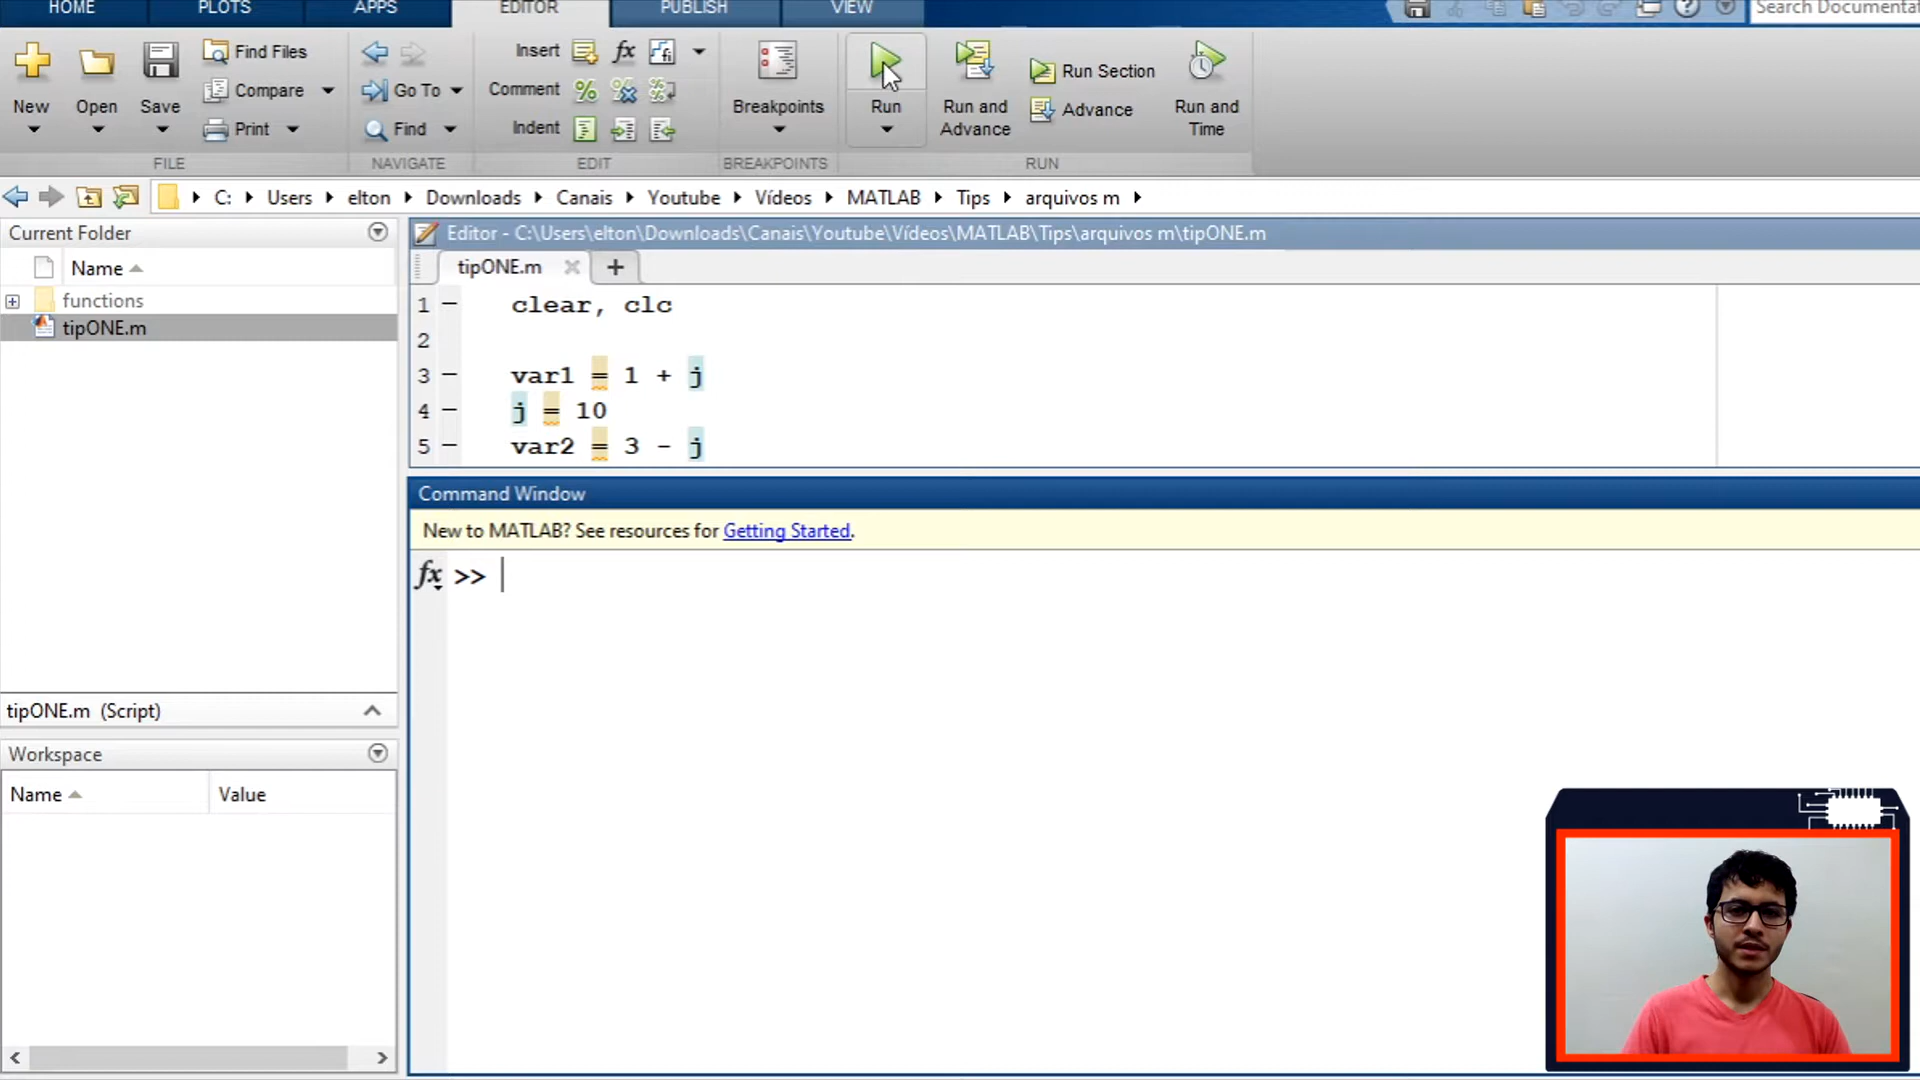 HOME PLOTS APPS EDITOR PUBLISH VIEW
Search Documentat
New
Open
Save
Find Files
Compare
Print
FILE
Go To
Find
NAVIGATE
Insert fx fi
Comment % %
Indent
EDIT
Breakpoints
BREAKPOINTS
Run
Run and
Advance
Run Section
Advance
Run and
Time
RUN
C: Users elton Downloads Canais Youtube Vídeos MATLAB Tips arquivos m
Current Folder
Name
functions
tipONE.m
Editor - C:\Users\elton\Downloads\Canais\Youtube\Vídeos\MATLAB\Tips\arquivos m\tipONE.m
tipONE.m × +
1 – clear, clc
2
3 – var1 = 1 + j
4 – j = 10
5 – var2 = 3 - j
Command Window
New to MATLAB? See resources for Getting Started.
fx >>
tipONE.m (Script)
Workspace
Name Value